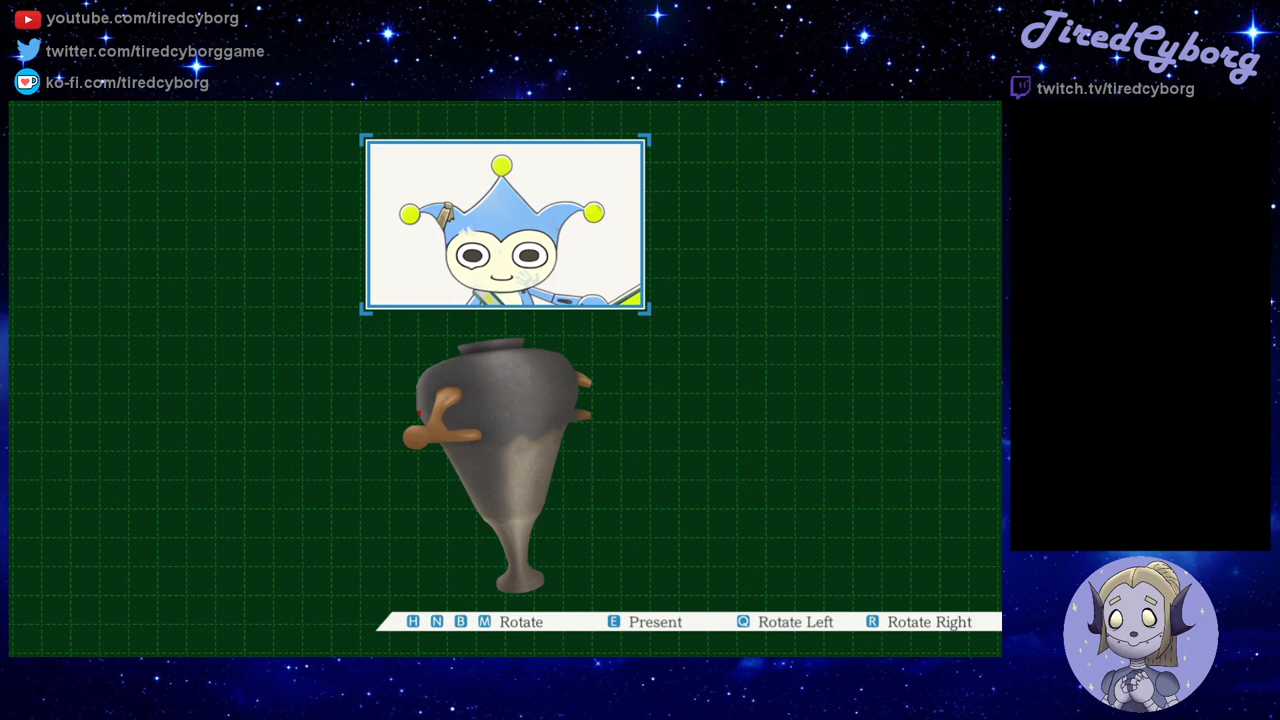 youtube.com/tiredcyborg
twitter.com/tiredcyborggame
ko-fi.com/tiredcyborg
TiredCyborg
twitch.tv/tiredcyborg
H N B M Rotate E Present Q Rotate Left R Rotate Right